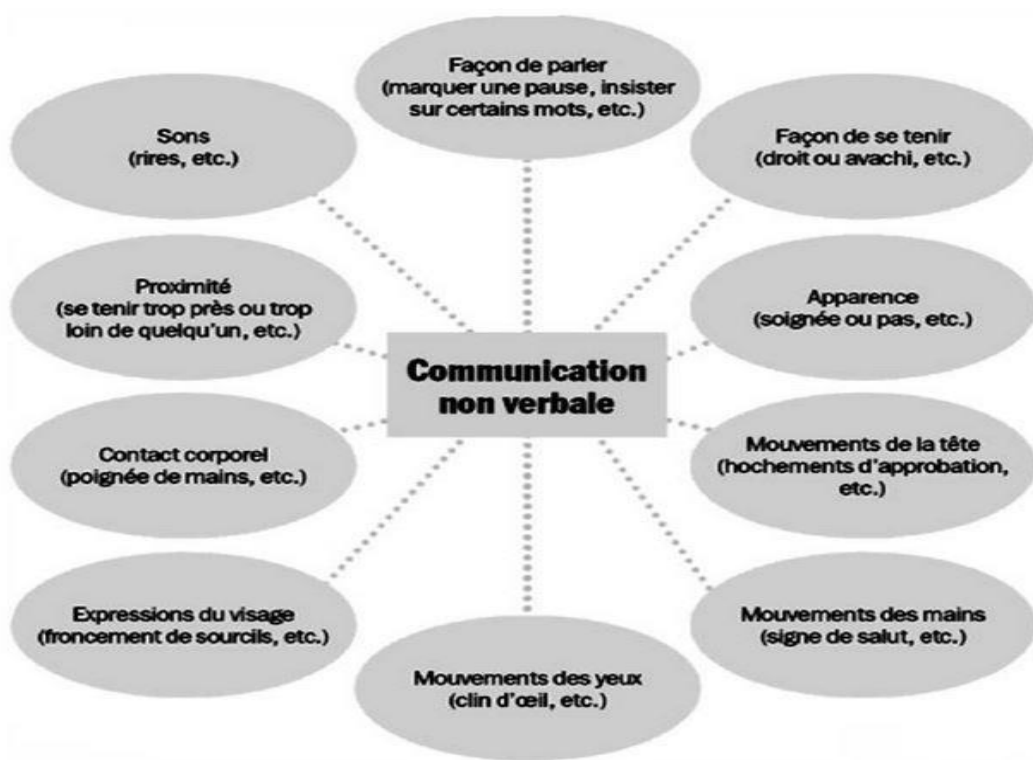 Façon de parler
(marquer une pause, insister
sur certains mots, etc.)
Sons
(rires, etc.)
Façon de se tenir
(droit ou avachi, etc.)
Proximité
(se tenir trop près ou trop
loin de quelqu'un, etc.)
Apparence
(soignée ou pas, etc.)
Communication
non verbale
Contact corporel
(poignée de mains, etc.)
Mouvements de la tête
(hochements d'approbation,
etc.)
Expressions du visage
(froncement de sourcils, etc.)
Mouvements des mains
(signe de salut, etc.)
Mouvements des yeux
(clin d'œil, etc.)